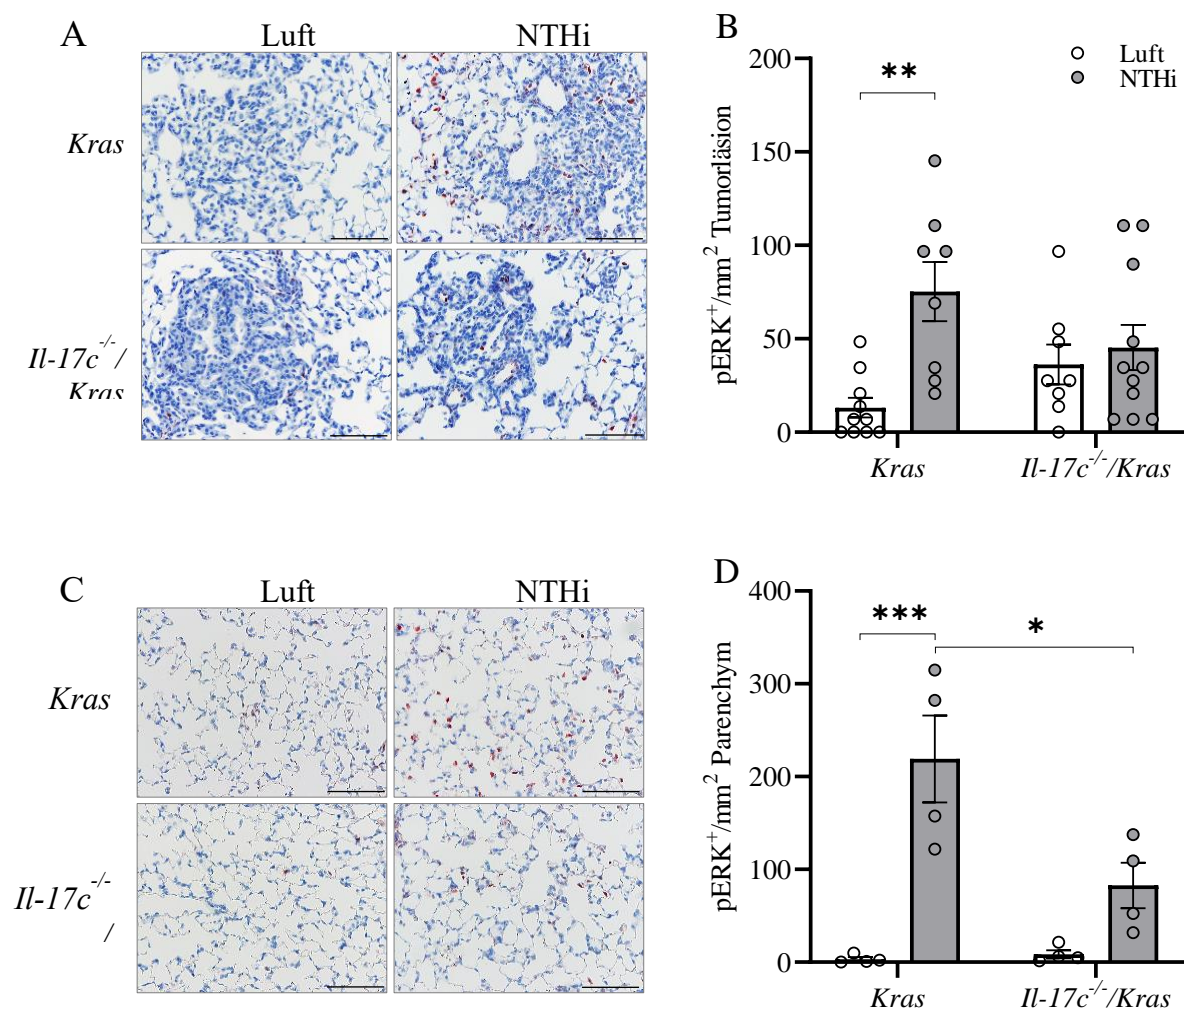 A
Luft NTHi
Kras
Il-17c-/-/
Kras
B
pERK+/mm2 Tumorläsion
200
150
100
50
0
**
Luft
NTHi
Kras Il-17c-/-/Kras
C
Luft NTHi
Kras
Il-17c-/-
/
D
pERK+/mm2 Parenchym
400
300
200
100
0
***
*
Kras Il-17c-/-/Kras